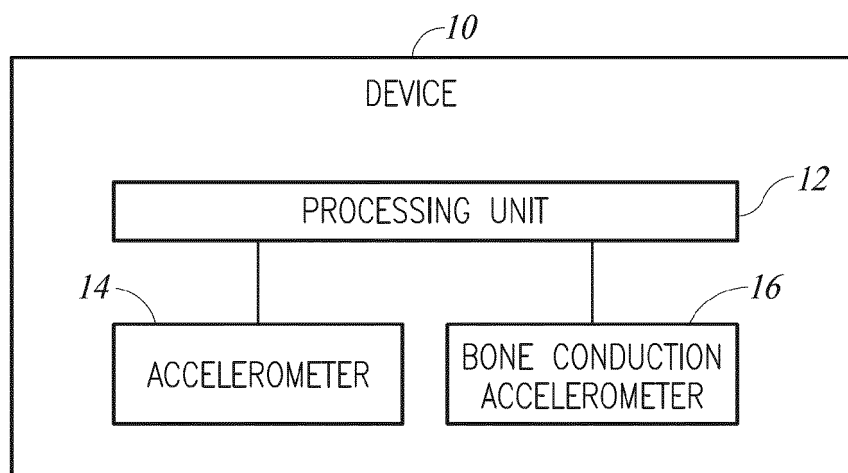 10
DEVICE
12
PROCESSING UNIT
14
16
ACCELEROMETER
BONE CONDUCTION
ACCELEROMETER